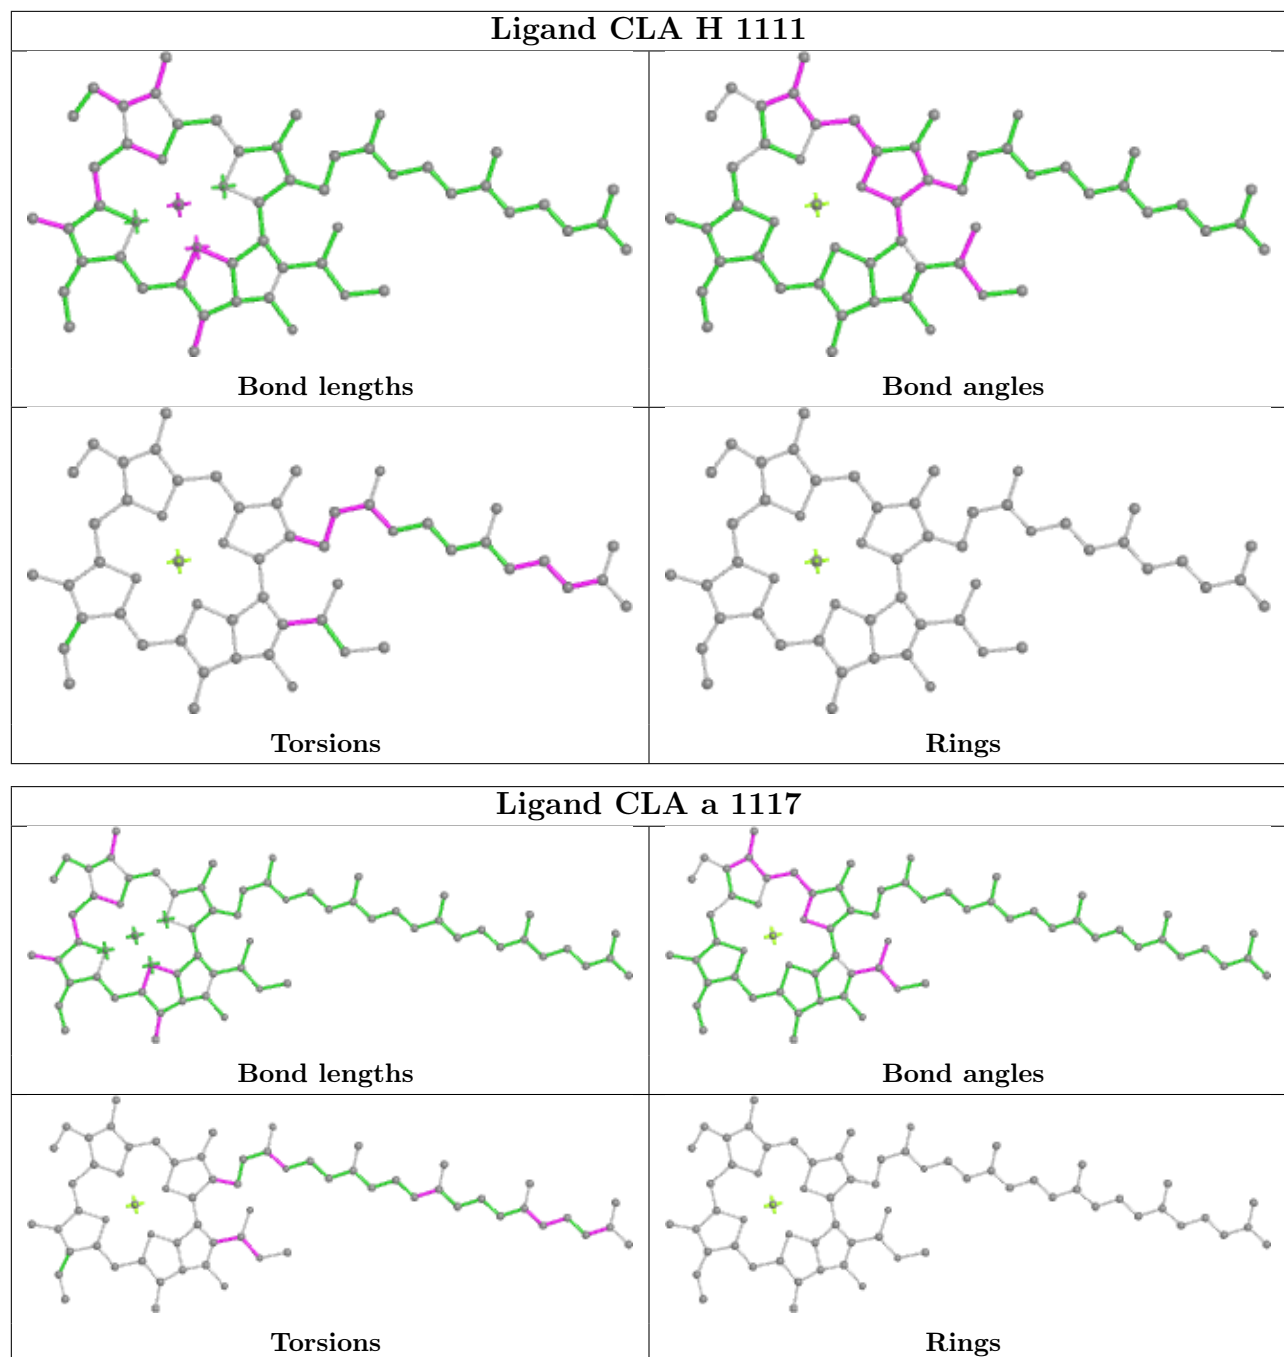 Ligand CLA H 1111
Bond lengths
Bond angles
Torsions
Rings
Ligand CLA a 1117
Bond lengths
Bond angles
Torsions
Rings